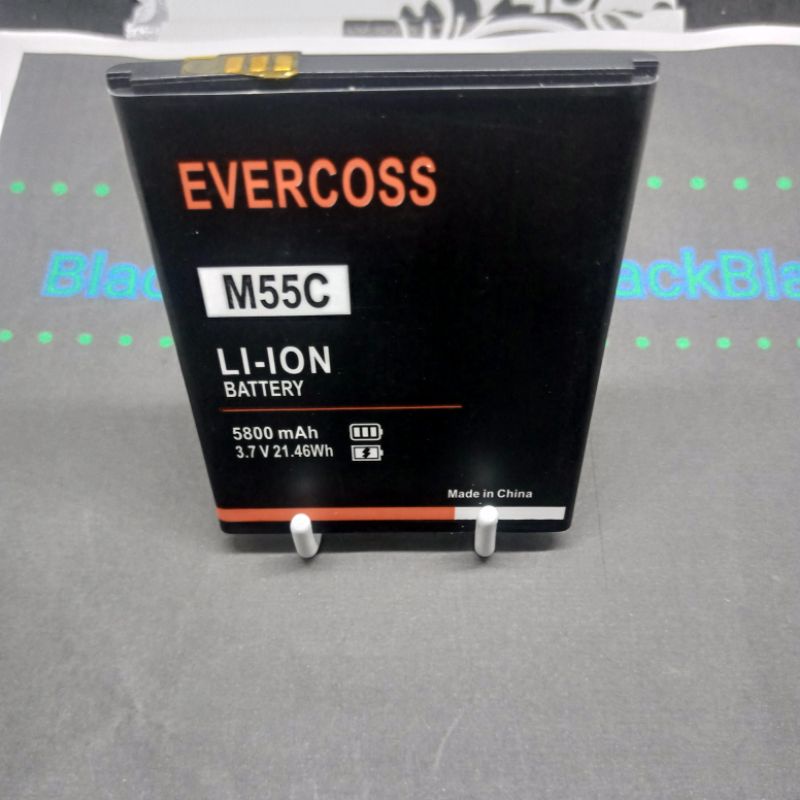 EVERCOSS
M55C
LI-ION
BATTERY
5800 mAh
3.7 V 21.46Wh
Made in China